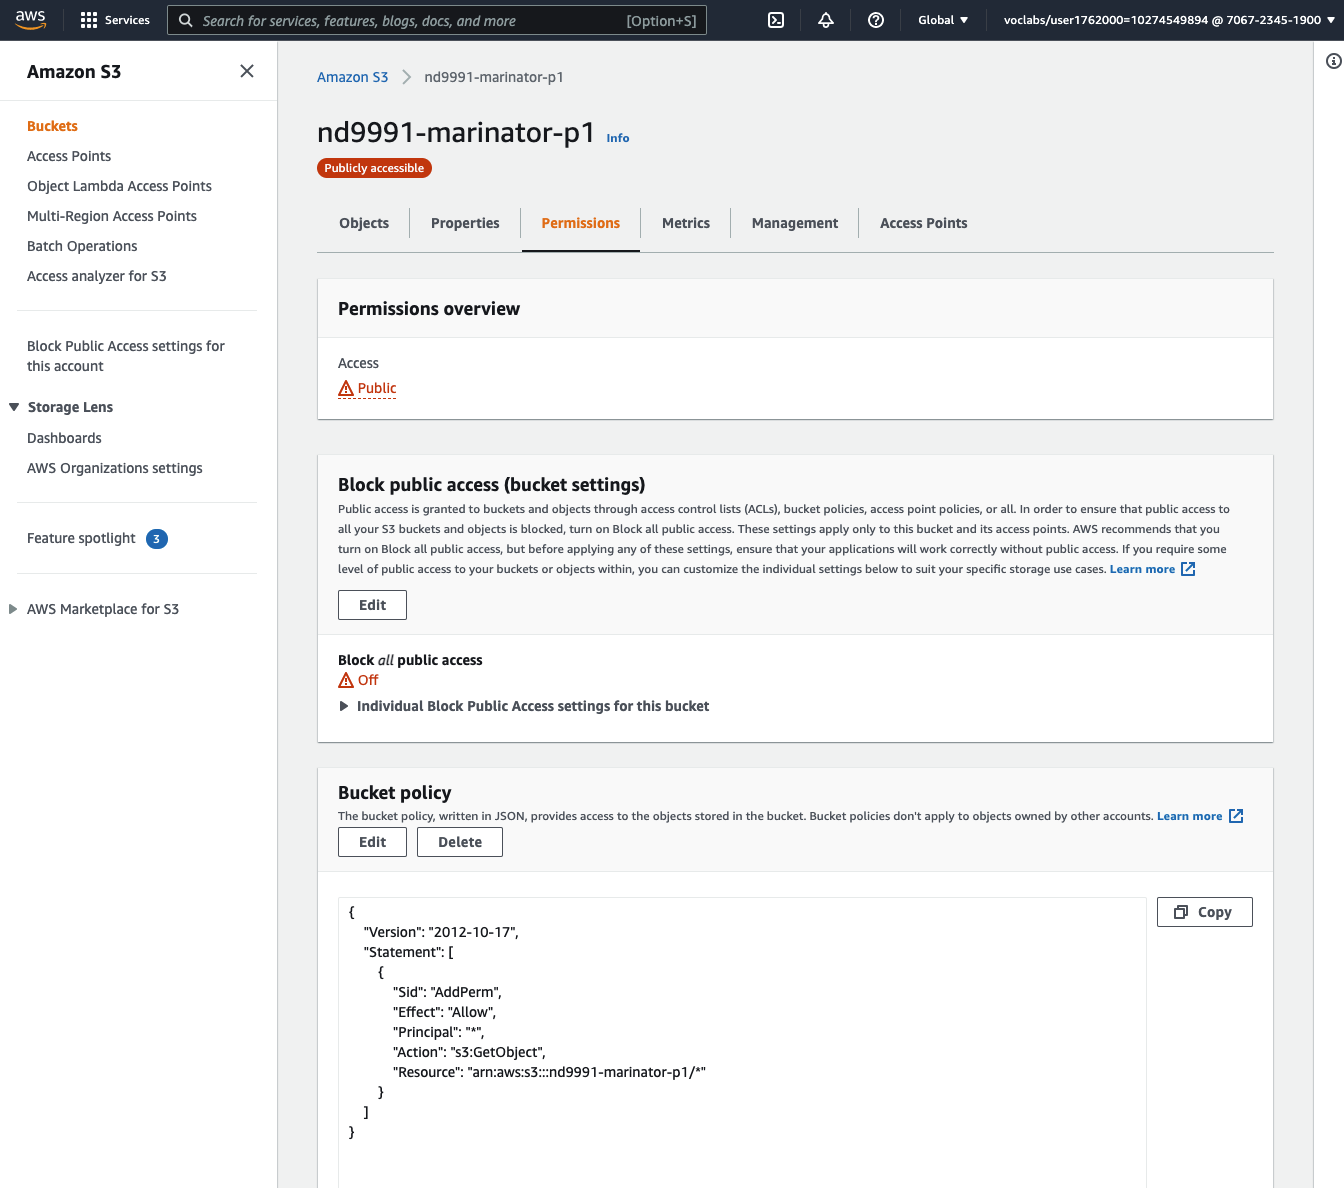 aws
Services
Search for services, features, blogs, docs, and more
[Option+S]
Global
voclabs/user1762000=10274549894 @ 7067-2345-1900
Amazon S3
Buckets
Access Points
Object Lambda Access Points
Multi-Region Access Points
Batch Operations
Access analyzer for S3
Block Public Access settings for
this account
Storage Lens
Dashboards
AWS Organizations settings
Feature spotlight 3
AWS Marketplace for S3
Amazon S3 > nd9991-marinator-p1
nd9991-marinator-p1 Info
Publicly accessible
Objects Properties Permissions Metrics Management Access Points
Permissions overview
Access
Public
Block public access (bucket settings)
Public access is granted to buckets and objects through access control lists (ACLs), bucket policies, access point policies, or all. In order to ensure that public access to
all your S3 buckets and objects is blocked, turn on Block all public access. These settings apply only to this bucket and its access points. AWS recommends that you
turn on Block all public access, but before applying any of these settings, ensure that your applications will work correctly without public access. If you require some
level of public access to your buckets or objects within, you can customize the individual settings below to suit your specific storage use cases. Learn more
Edit
Block all public access
Off
Individual Block Public Access settings for this bucket
Bucket policy
The bucket policy, written in JSON, provides access to the objects stored in the bucket. Bucket policies don't apply to objects owned by other accounts. Learn more
Edit Delete
Copy
{
"Version": "2012-10-17",
"Statement": [
{
"Sid": "AddPerm",
"Effect": "Allow",
"Principal": "*",
"Action": "s3:GetObject",
"Resource": "arn:aws:s3:::nd9991-marinator-p1/*"
}
]
}